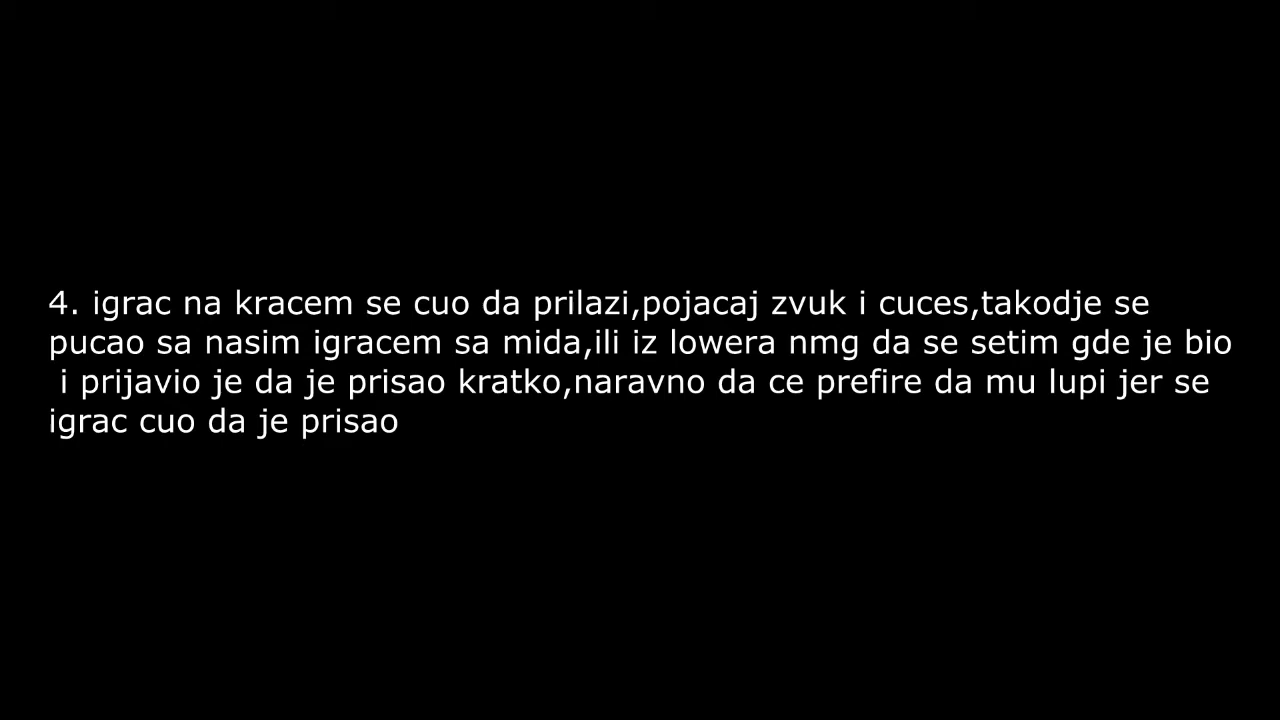 4. igrac na kracem se cuo da prilazi,pojacaj zvuk i cuces,takodje se
pucao sa nasim igracem sa mida,ili iz lowera nmg da se setim gde je bio
i prijavio je da je prisao kratko,naravno da ce prefire da mu lupi jer se
igrac cuo da je prisao